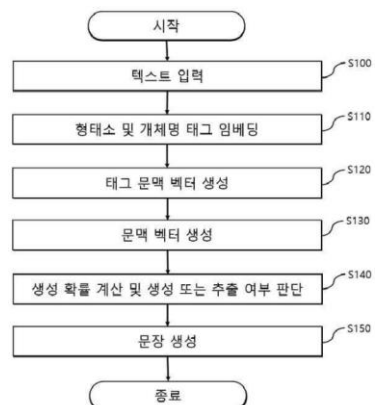 시작
텍스트 입력
S100
형태소 및 개체명 태그 임베딩
S110
태그 문맥 벡터 생성
S120
문맥 벡터 생성
S130
생성 확률 계산 및 생성 또는 추출 여부 판단
S140
문장 생성
S150
종료